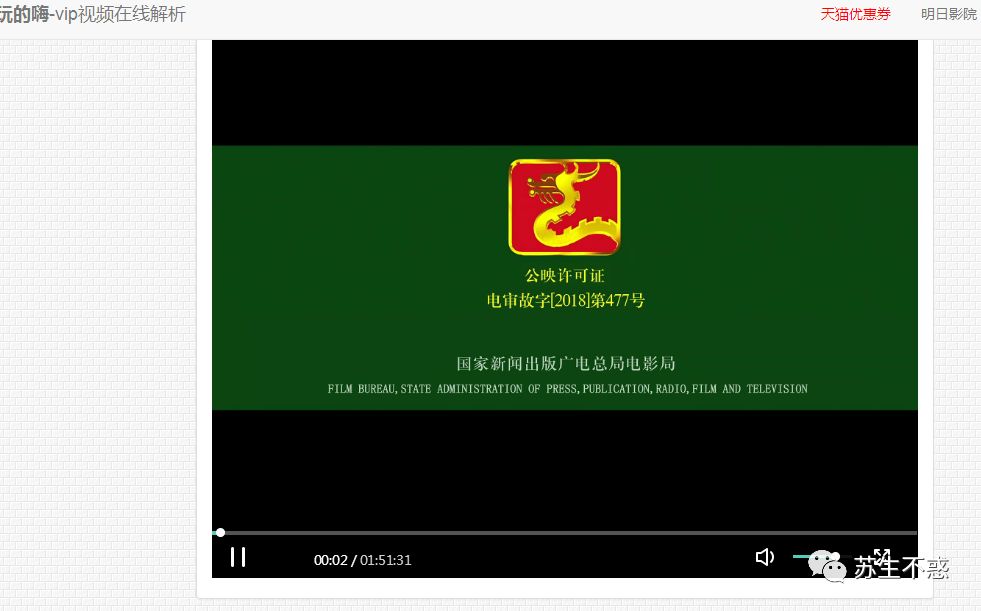 玩的嗨-vip视频在线解析
天猫优惠券
明日影院
公映许可证
电审故字[2018]第477号
国家新闻出版广电总局电影局
FILM BUREAU,STATE ADMINISTRATION OF PRESS,PUBLICATION,RADIO,FILM AND TELEVISION
00:02 / 01:51:31
苏生不惑